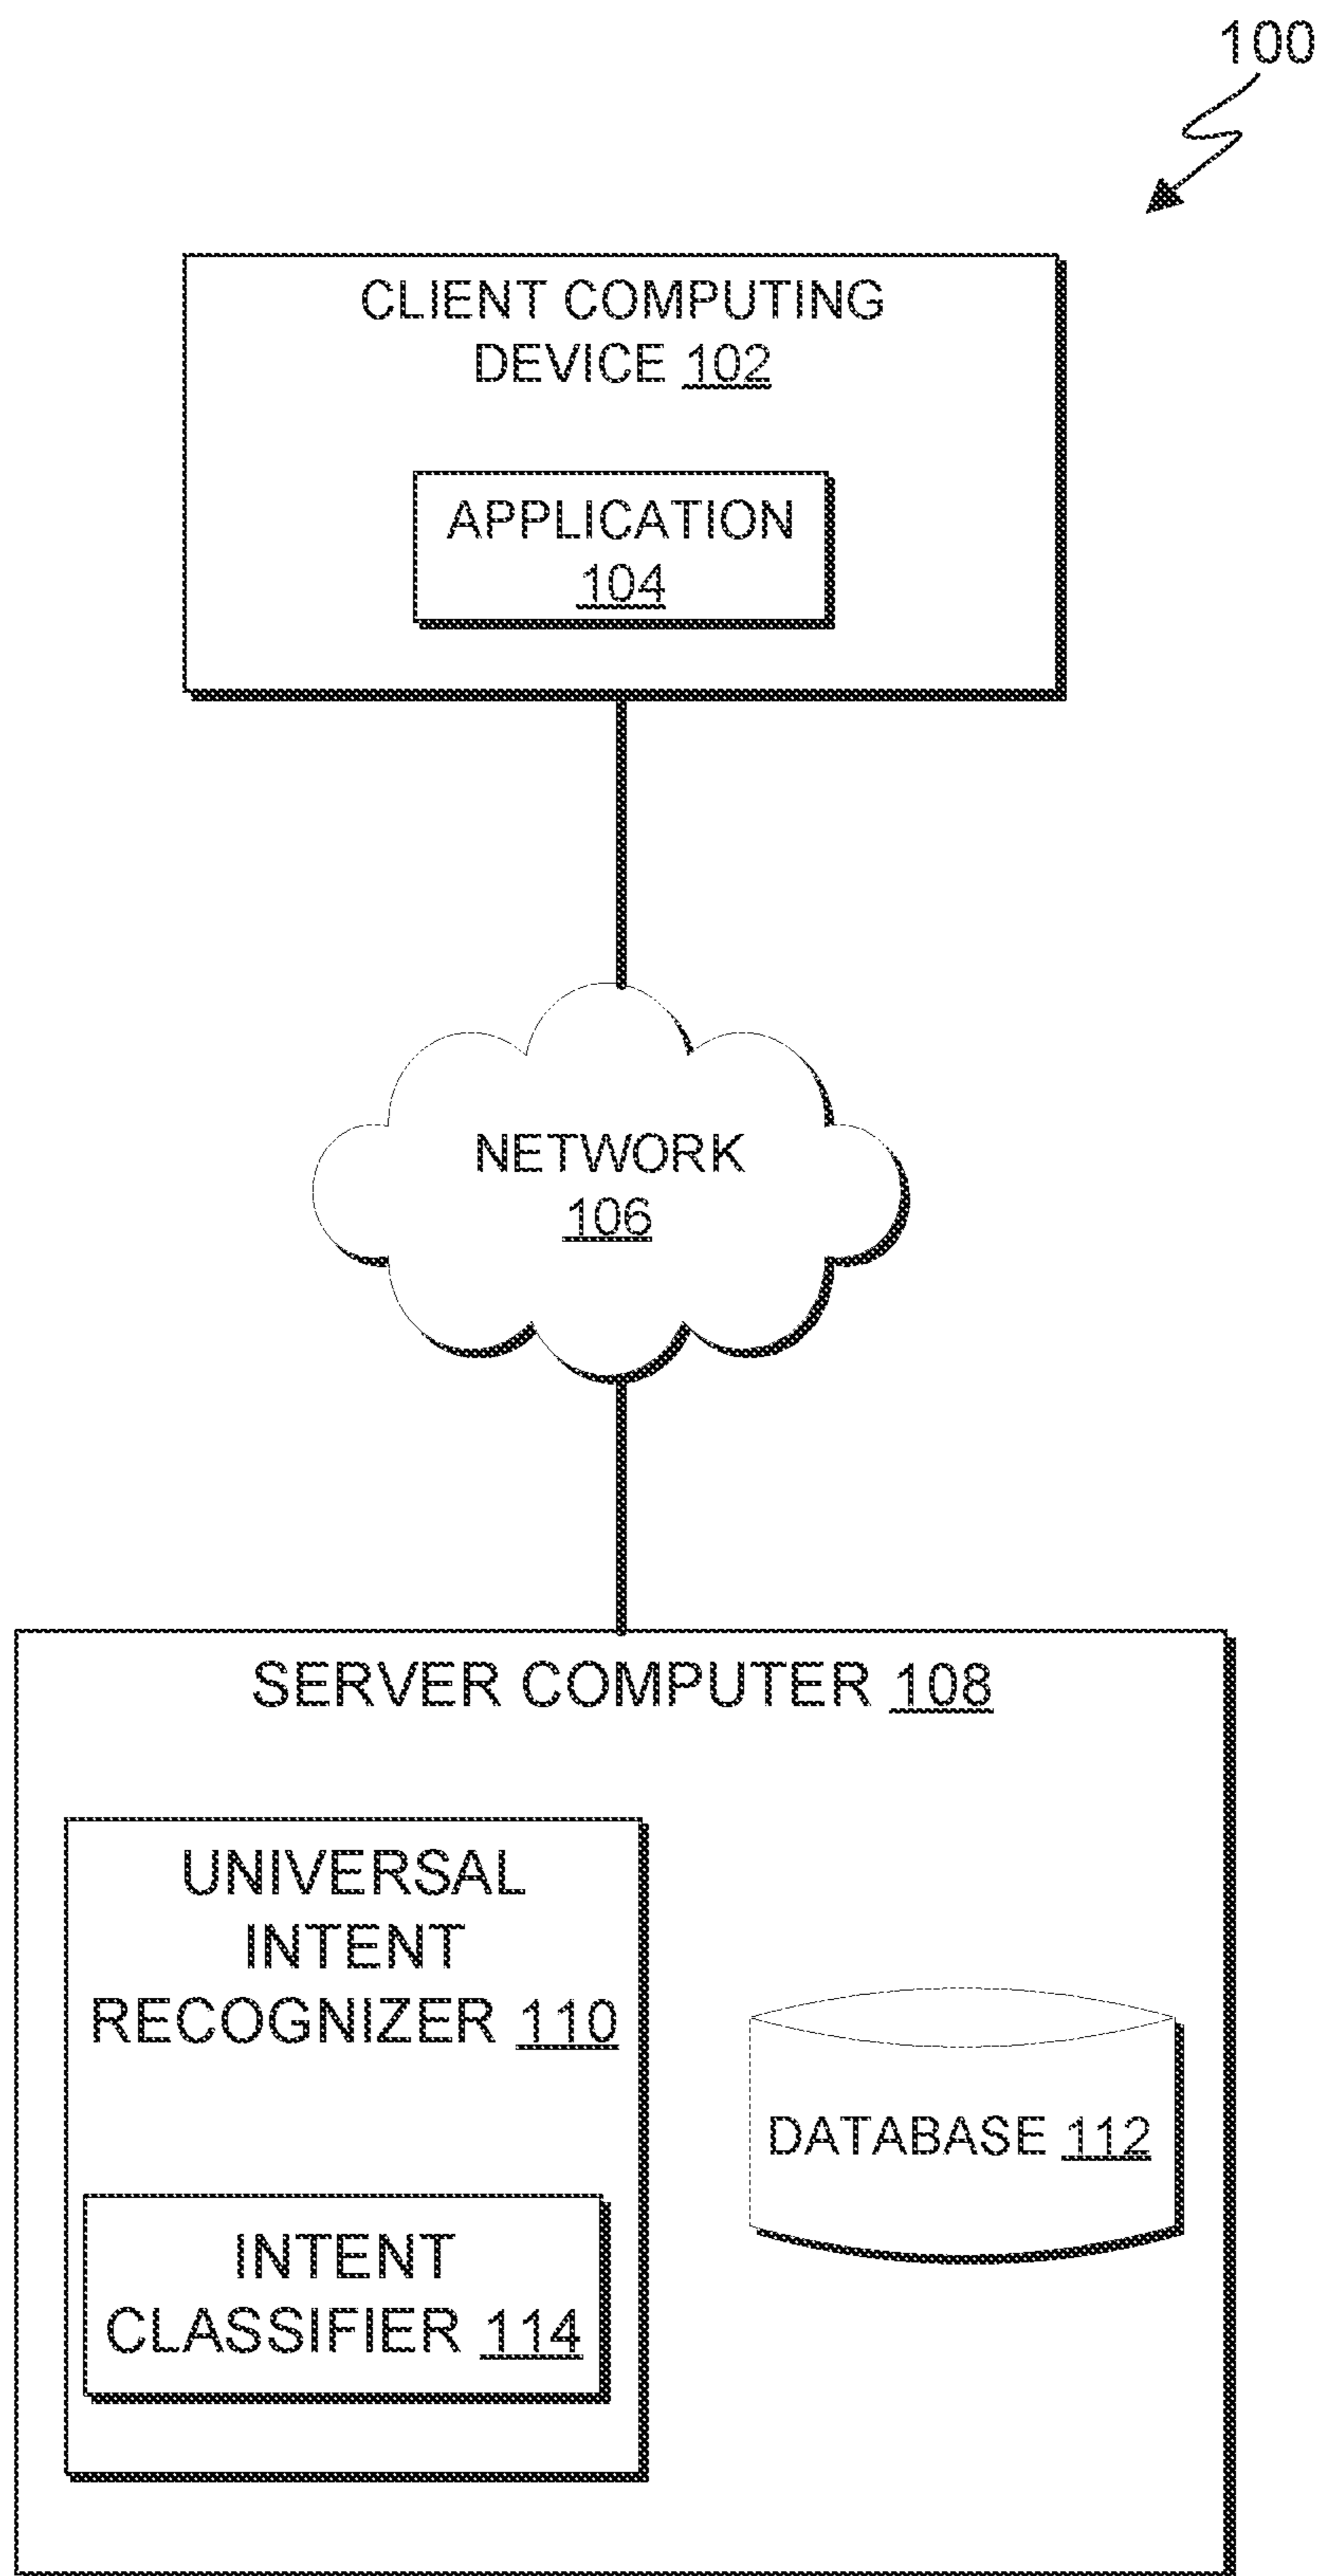 100
CLIENT COMPUTING
DEVICE 102
APPLICATION
104
NETWORK
106
SERVER COMPUTER 108
UNIVERSAL
INTENT
RECOGNIZER 110
DATABASE 112
INTENT
CLASSIFIER 114